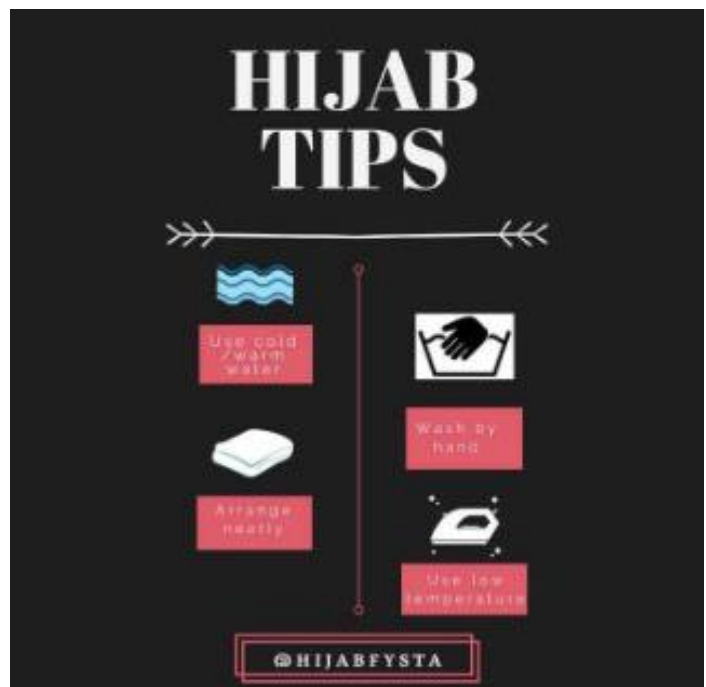 HIJAB
TIPS
Use cold
/warm
water
Wash by
hand
Arrange
neatly
Use low
temperature
@HIJABFYSTA